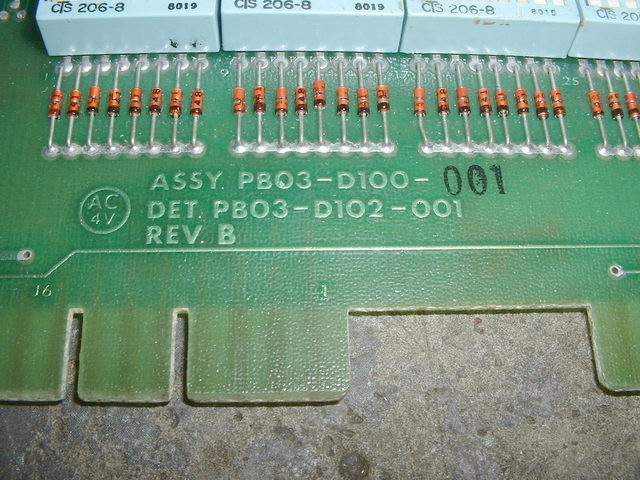 CTS 206-8 8019
CTS 206-8 8019
CTS 206-8 8015
9 17 25
ASSY. PB03-D100-001
AC 4V
DET. PB03-D102-001
REV. B
16 1